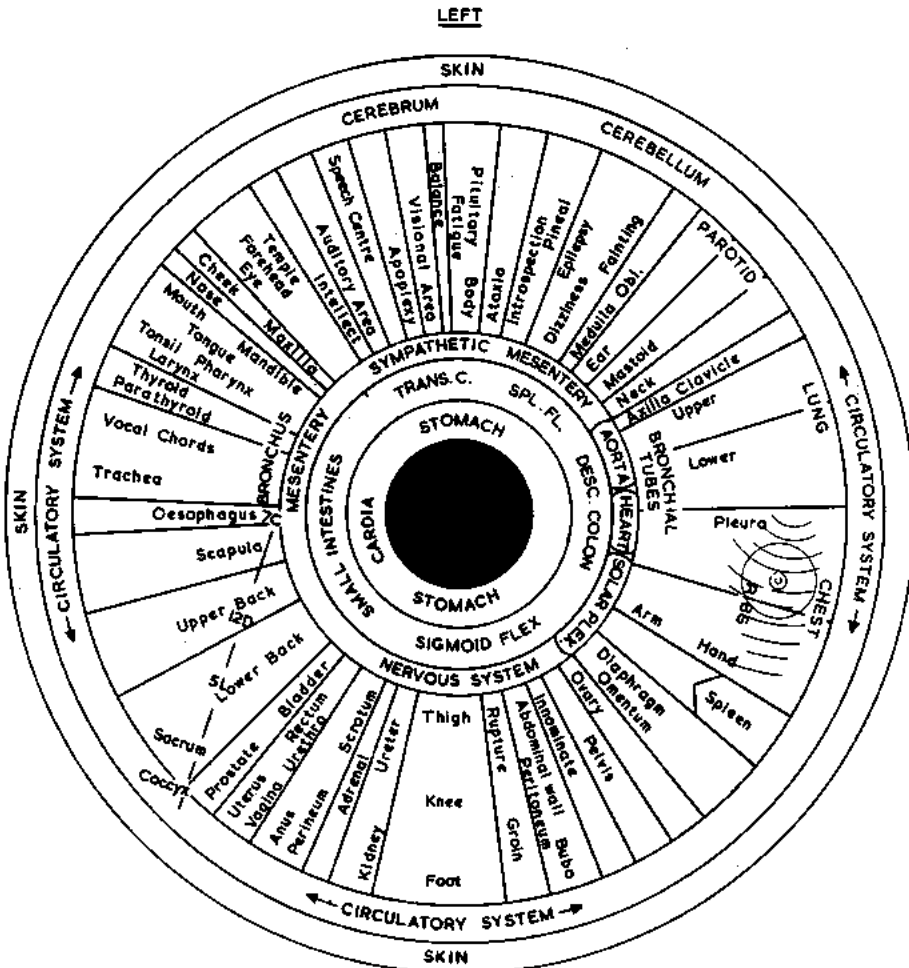 LEFT
SKIN
CEREBRUM
CEREBELLUM
PAROTID
LUNG
CIRCULATORY SYSTEM
CHEST
RIBS
SKIN
CIRCULATORY SYSTEM
CIRCULATORY SYSTEM
SKIN
Trachea
Vocal Chords
Parathyroid
Thyroid
Larynx
Tonsil Pharynx
Tongue
Mandible
Mouth
Nose
Cheek
Maxilla
Eye
Forehead
Temple
Intellect
Auditory Area
Speech Centre
Apoplexy
Visional Area
Balance
Fatigue
Pituitory Body
Ataxia
Introspection
Pineal
Epilepsy
Dizziness Fainting
Medulla Obl.
Ear
Mastoid
Neck
Axilla Clavicle
Upper
Lower
Pleura
Arm
Hand
Spleen
Diaphragm
Omentum
Ovary
Pelvis
Innominate
Abdominal wall
Bubo
Peritoneum
Rupture
Groin
Thigh
Knee
Foot
Ureter
Kidney
Adrenal
Scrotum
Perineum
Anus
Urethra
Vagina
Rectum
Uterus
Bladder
Prostate
Coccyx
Sacrum
Lower Back
5L
Upper Back
12D
Scapula
Oesophagus
7C
BRONCHUS
MESENTERY
SYMPATHETIC MESENTERY
AORTA
HEART
BRONCHIAL
TUBES
SOLAR PLEX
NERVOUS SYSTEM
SMALL INTESTINES
TRANS. C.
SPL. FL.
DESC. COLON
SIGMOID FLEX
STOMACH
CARDIA
STOMACH